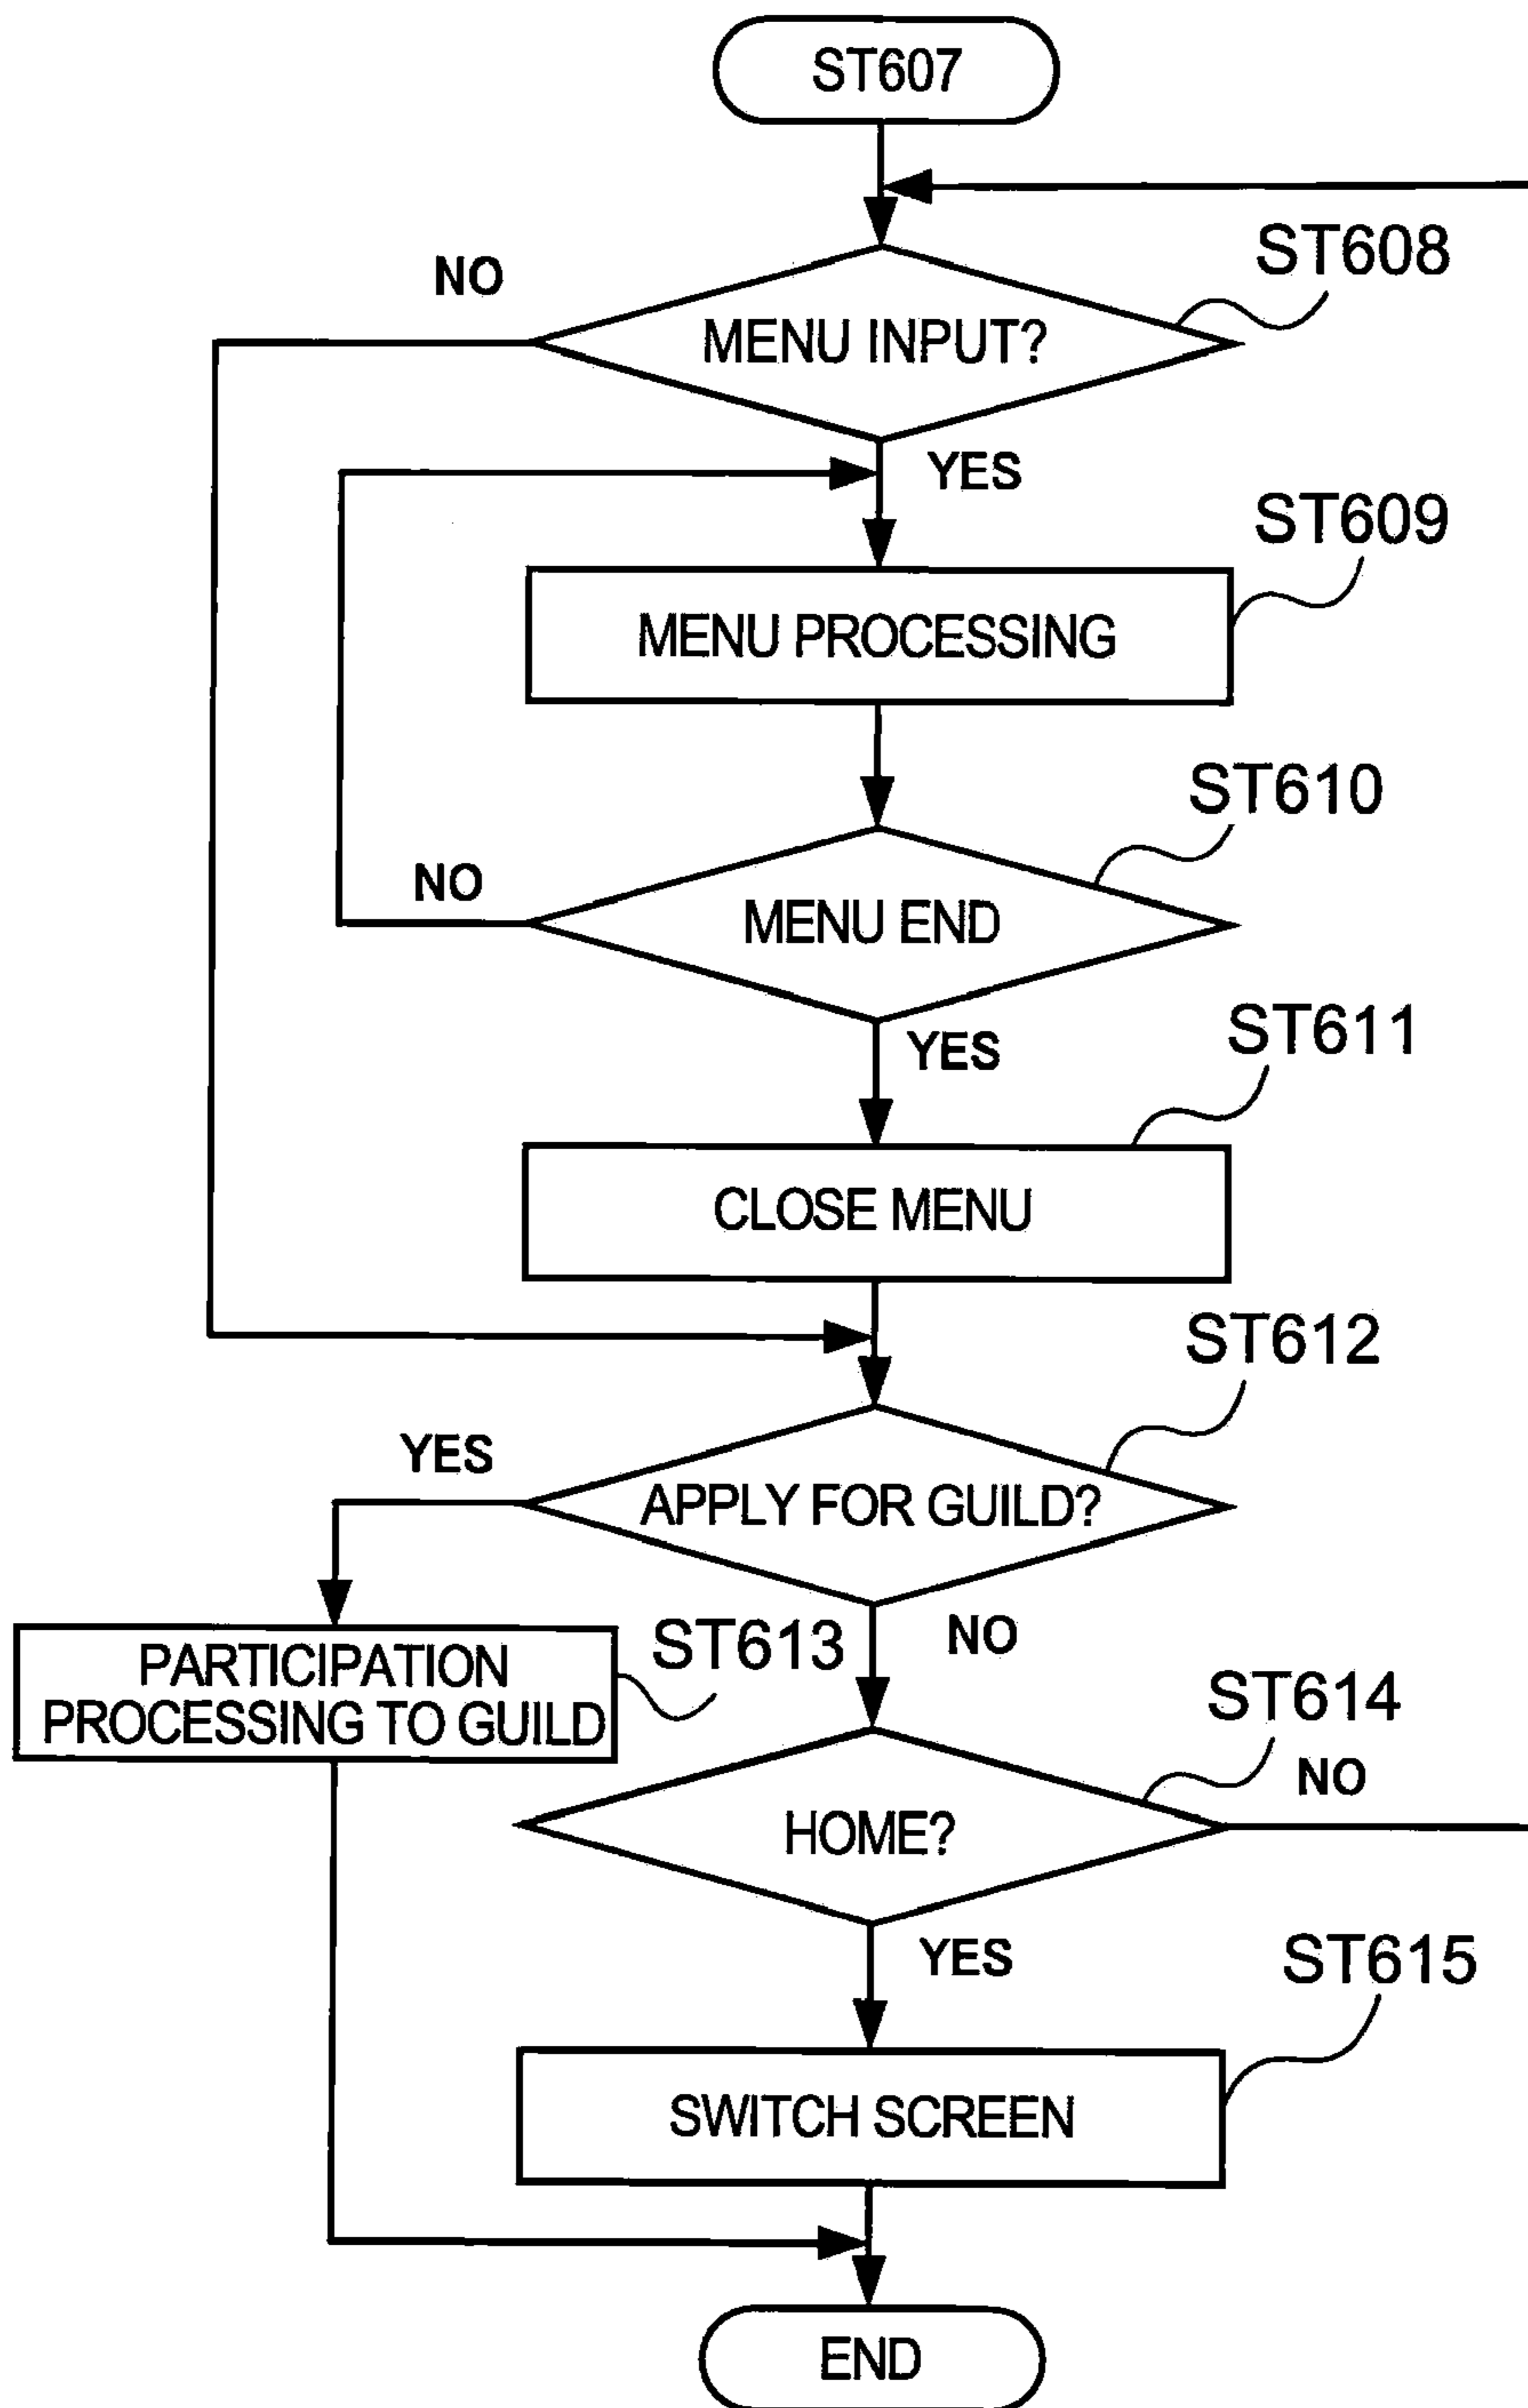 ST607
ST608
NO
MENU INPUT?
YES
ST609
MENU PROCESSING
ST610
NO
MENU END
YES
ST611
CLOSE MENU
ST612
YES
APPLY FOR GUILD?
NO
ST613
PARTICIPATION
PROCESSING TO GUILD
ST614
NO
HOME?
YES
ST615
SWITCH SCREEN
END